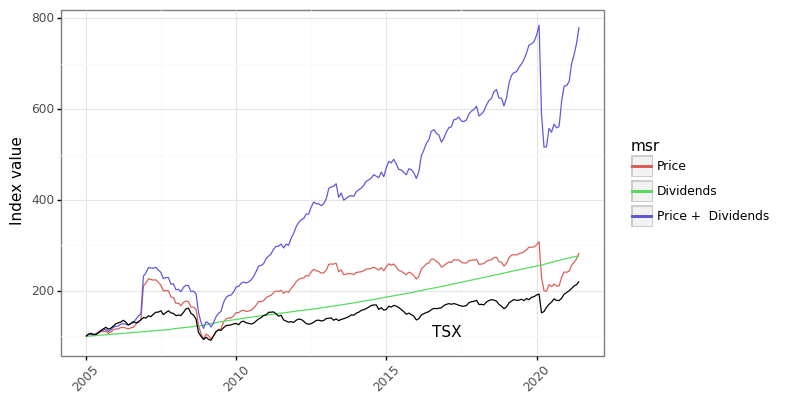 800
600
400
200
Index value
2005
2010
2015
2020
TSX
msr
Price
Dividends
Price + Dividends